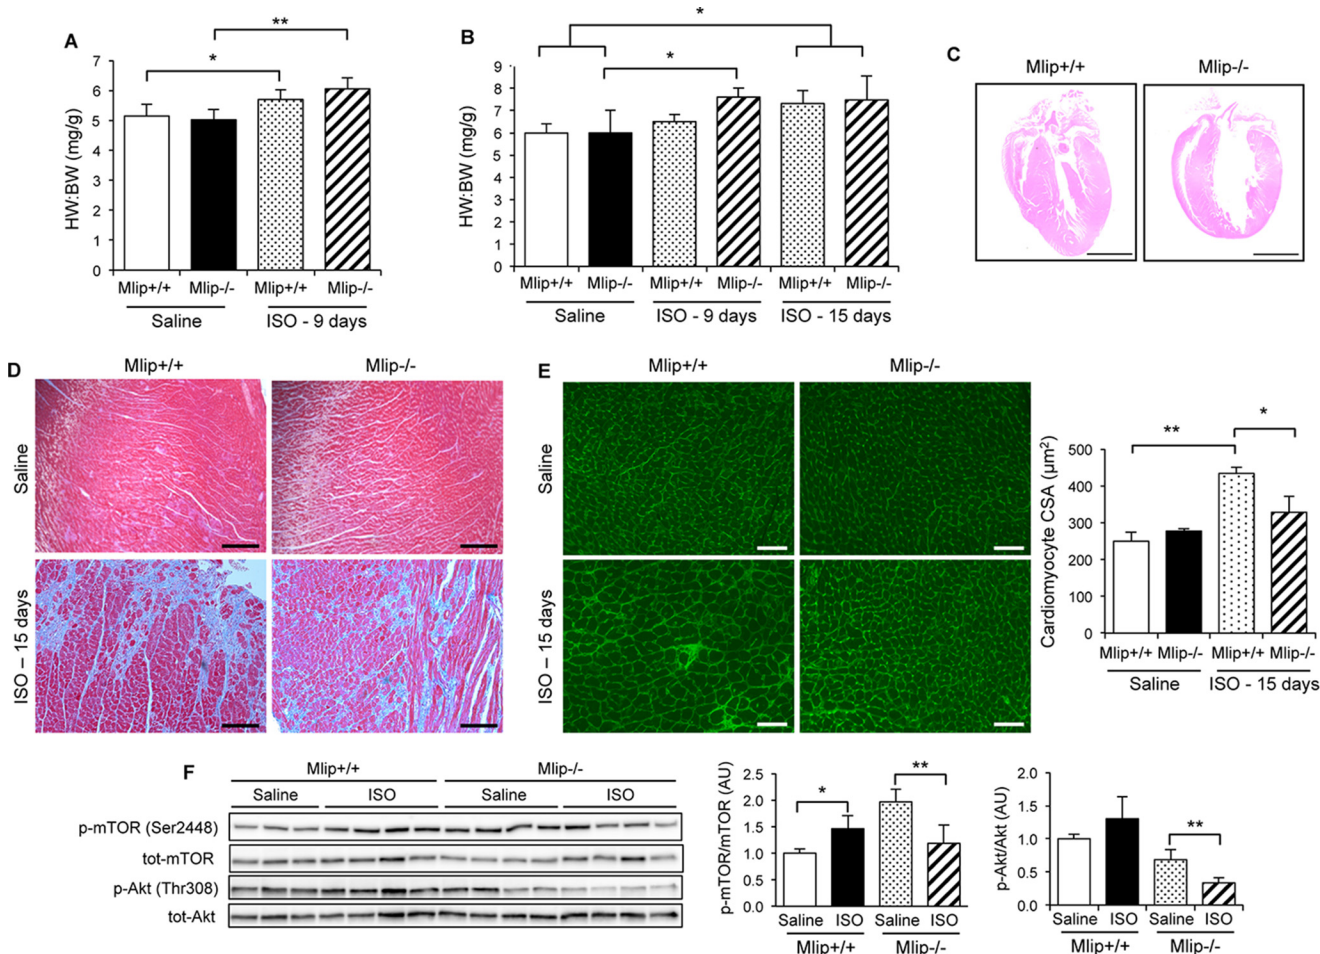 A
**
*
HW:BW (mg/g)
7
6
5
4
3
2
1
0
Mlip+/+ Mlip-/- Mlip+/+ Mlip-/-
Saline ISO - 9 days
B
*
*
HW:BW (mg/g)
9
8
7
6
5
4
3
2
1
0
Mlip+/+ Mlip-/- Mlip+/+ Mlip-/- Mlip+/+ Mlip-/-
Saline ISO - 9 days ISO - 15 days
C
Mlip+/+ Mlip-/-
D
Mlip+/+ Mlip-/-
Saline
ISO – 15 days
E
Mlip+/+ Mlip-/-
Saline
ISO – 15 days
**
*
Cardiomyocyte CSA (µm²)
500
400
300
200
100
0
Mlip+/+ Mlip-/- Mlip+/+ Mlip-/-
Saline ISO - 15 days
F
Mlip+/+ Mlip-/-
Saline ISO Saline ISO
p-mTOR (Ser2448)
tot-mTOR
p-Akt (Thr308)
tot-Akt
p-mTOR/mTOR (AU)
2.5
2.0
1.5
1.0
0.5
0.0
*
**
Saline ISO Saline ISO
Mlip+/+ Mlip-/-
p-Akt/Akt (AU)
2.0
1.5
1.0
0.5
0.0
**
Saline ISO Saline ISO
Mlip+/+ Mlip-/-